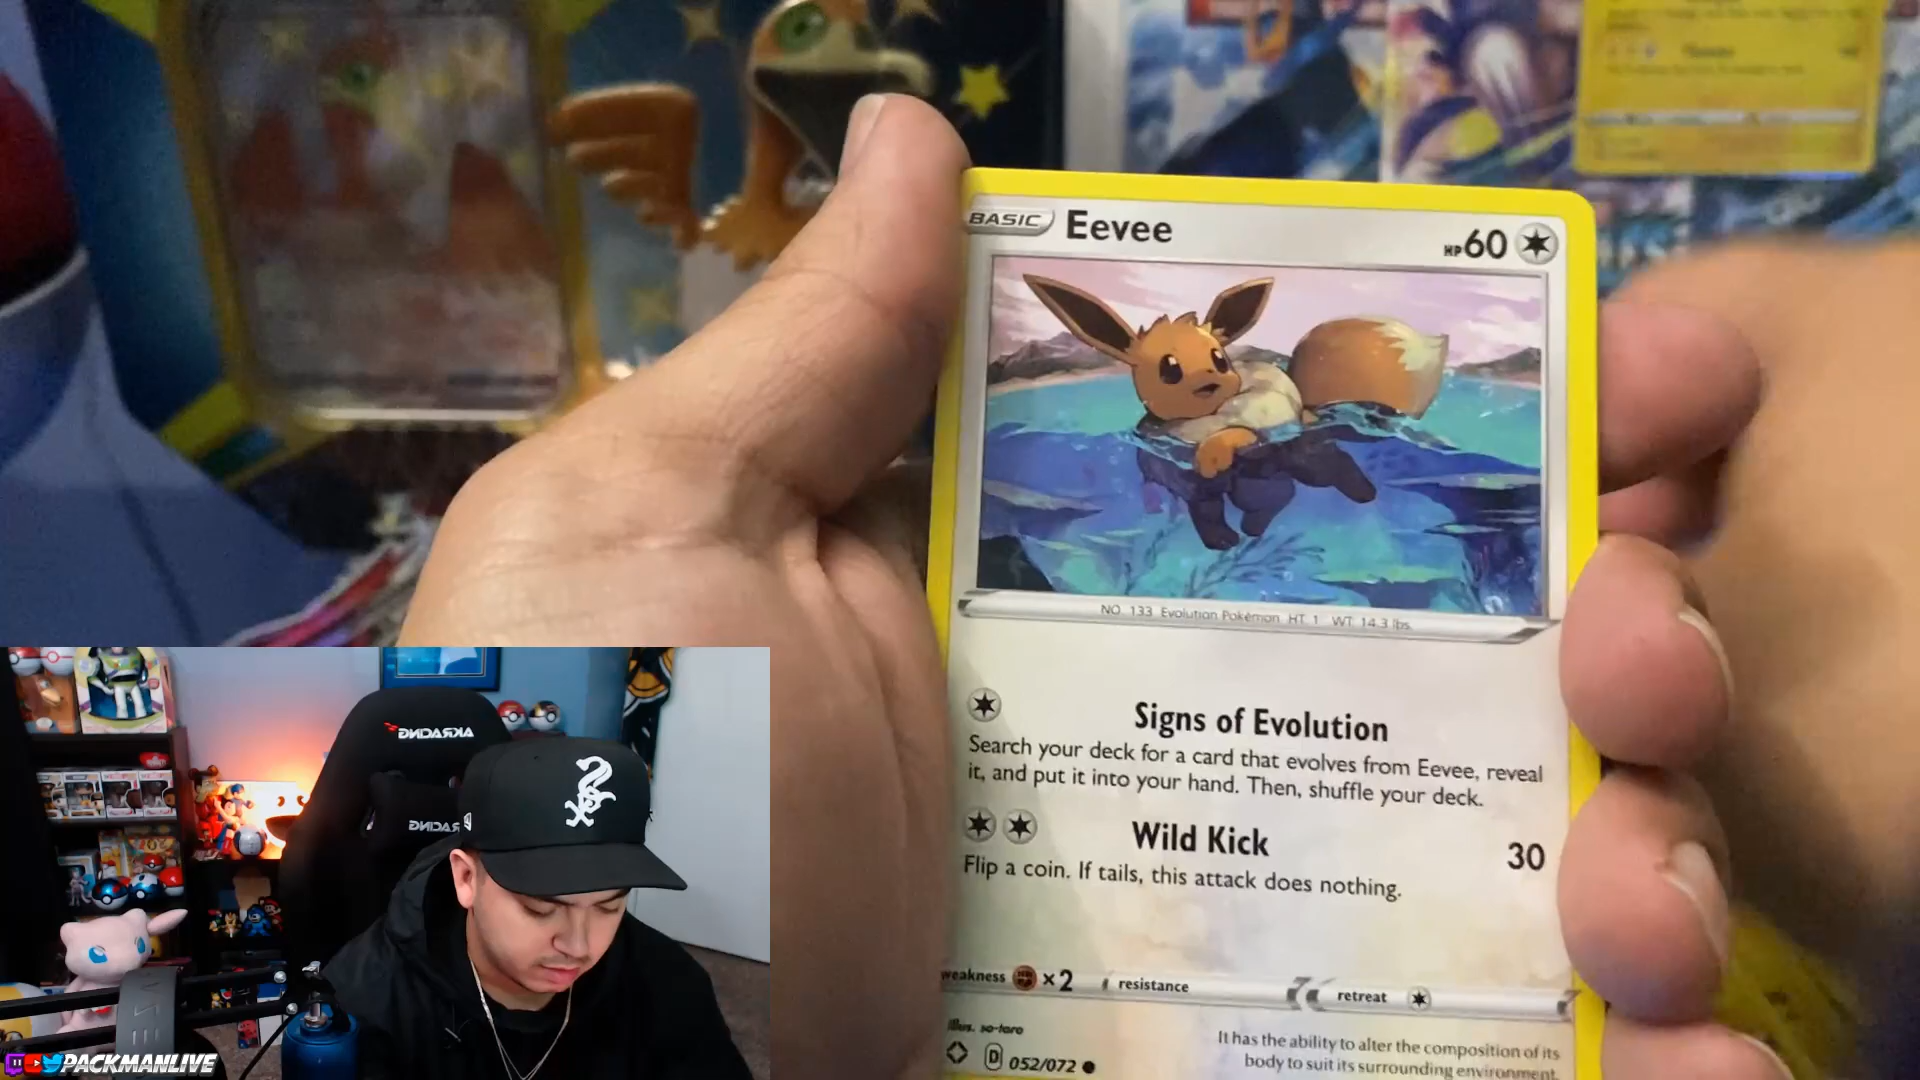 BASIC Eevee HP60
NO. 133 Evolution Pokémon HT 1 WT 14.3 lbs.
Signs of Evolution
Search your deck for a card that evolves from Eevee, reveal
it, and put it into your hand. Then, shuffle your deck.
Wild Kick 30
Flip a coin. If tails, this attack does nothing.
weakness ×2 resistance retreat
Illus. so-taro
D 052/072
It has the ability to alter the composition of its
body to suit its surrounding environment.
AKRACING
PACKMANLIVE